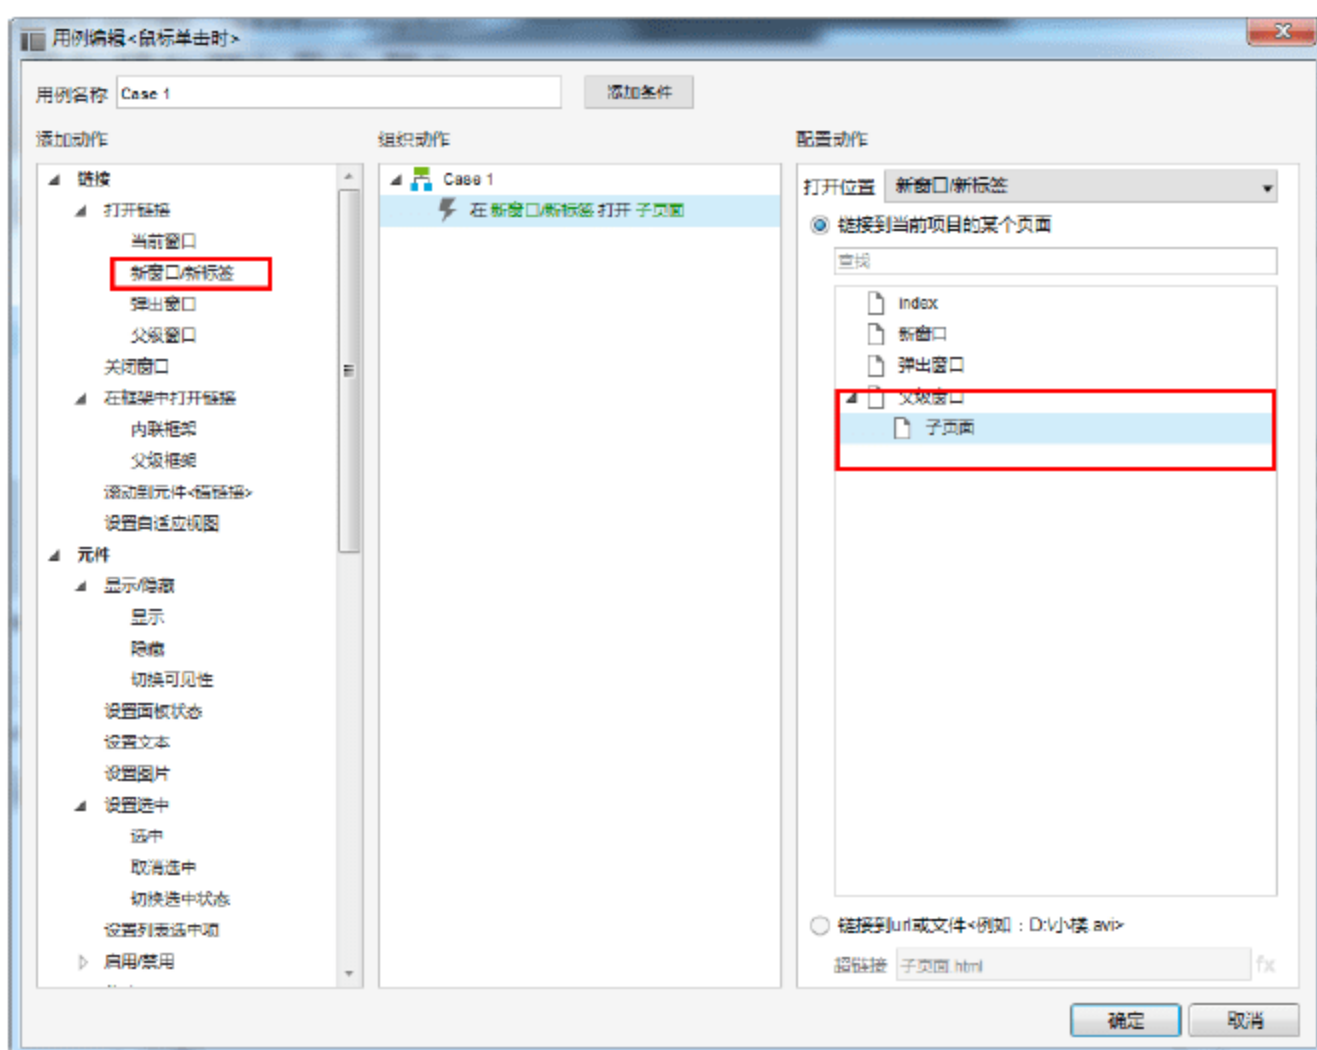 用例编辑<鼠标单击时>
用例名称 Case 1 添加条件
添加动作
链接
打开链接
当前窗口
新窗口/新标签
弹出窗口
父级窗口
关闭窗口
在框架中打开链接
内联框架
父级框架
滚动到元件<锚链接>
设置自适应视图
元件
显示/隐藏
显示
隐藏
切换可见性
设置面板状态
设置文本
设置图片
设置选中
选中
取消选中
切换选中状态
设置列表选中项
启用/禁用
组织动作
Case 1
在 新窗口/新标签 打开 子页面
配置动作
打开位置 新窗口/新标签
链接到当前项目的某个页面
查找
index
新窗口
弹出窗口
父级窗口
子页面
链接到url或文件<例如：D:\小楼.avi>
超链接 子页面.html fx
确定 取消